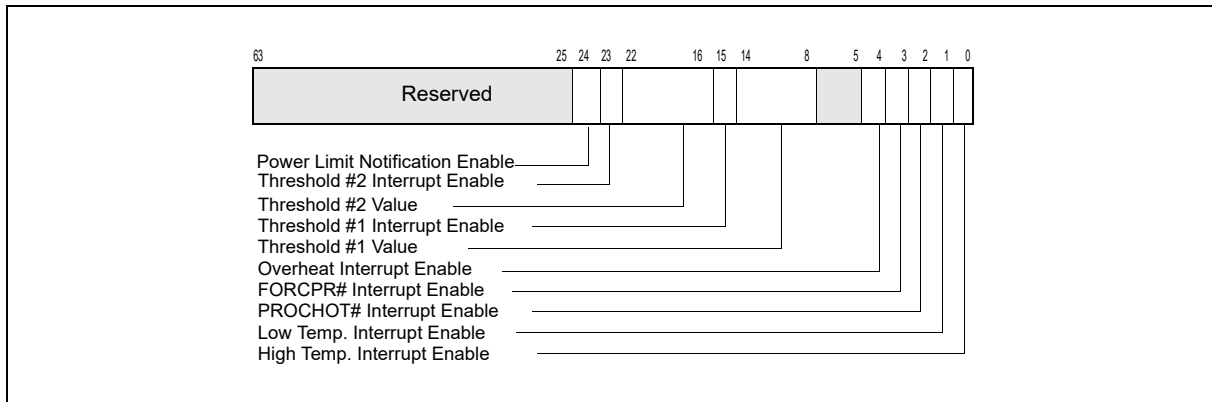 63 25 24 23 22 16 15 14 8 5 4 3 2 1 0
Reserved
Power Limit Notification Enable
Threshold #2 Interrupt Enable
Threshold #2 Value
Threshold #1 Interrupt Enable
Threshold #1 Value
Overheat Interrupt Enable
FORCPR# Interrupt Enable
PROCHOT# Interrupt Enable
Low Temp. Interrupt Enable
High Temp. Interrupt Enable